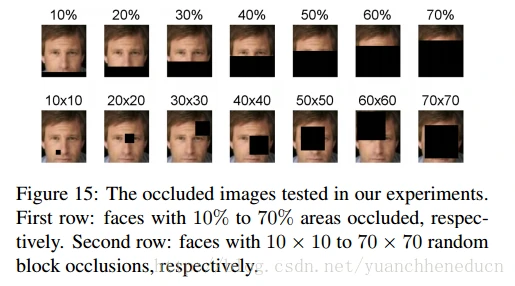 10% 20% 30% 40% 50% 60% 70%
10x10 20x20 30x30 40x40 50x50 60x60 70x70
Figure 15: The occluded images tested in our experiments.
First row: faces with 10% to 70% areas occluded, respec-
tively. Second row: faces with 10 × 10 to 70 × 70 random
block occlusions, respectively.
blog.csdn.net/yuanchheneducn